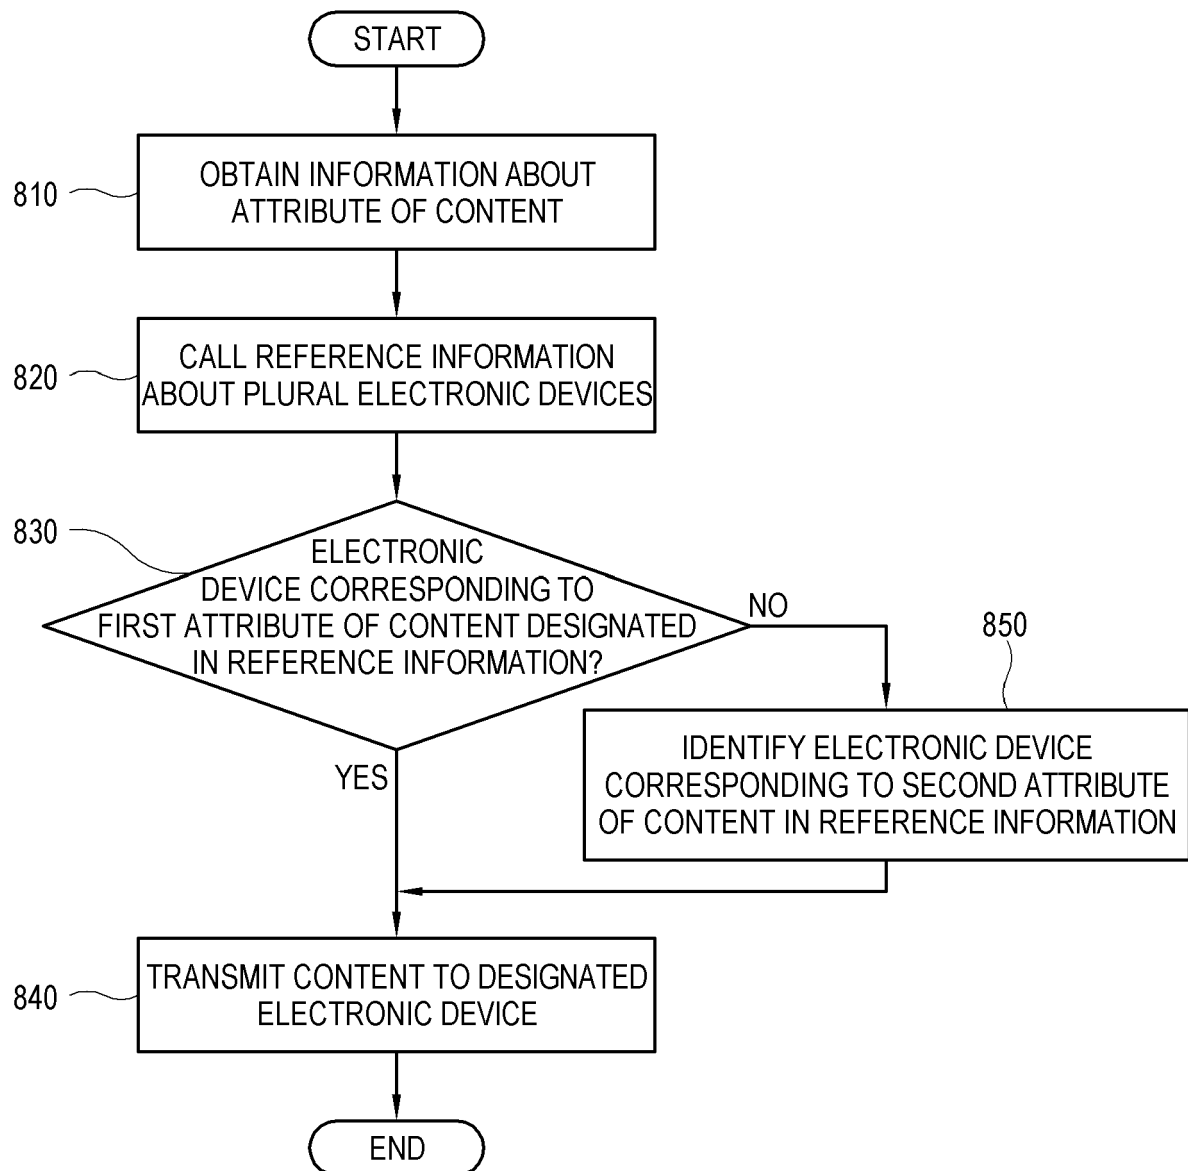 START
810
OBTAIN INFORMATION ABOUT
ATTRIBUTE OF CONTENT
820
CALL REFERENCE INFORMATION
ABOUT PLURAL ELECTRONIC DEVICES
830
ELECTRONIC
DEVICE CORRESPONDING TO
FIRST ATTRIBUTE OF CONTENT DESIGNATED
IN REFERENCE INFORMATION?
NO
850
IDENTIFY ELECTRONIC DEVICE
CORRESPONDING TO SECOND ATTRIBUTE
OF CONTENT IN REFERENCE INFORMATION
YES
840
TRANSMIT CONTENT TO DESIGNATED
ELECTRONIC DEVICE
END